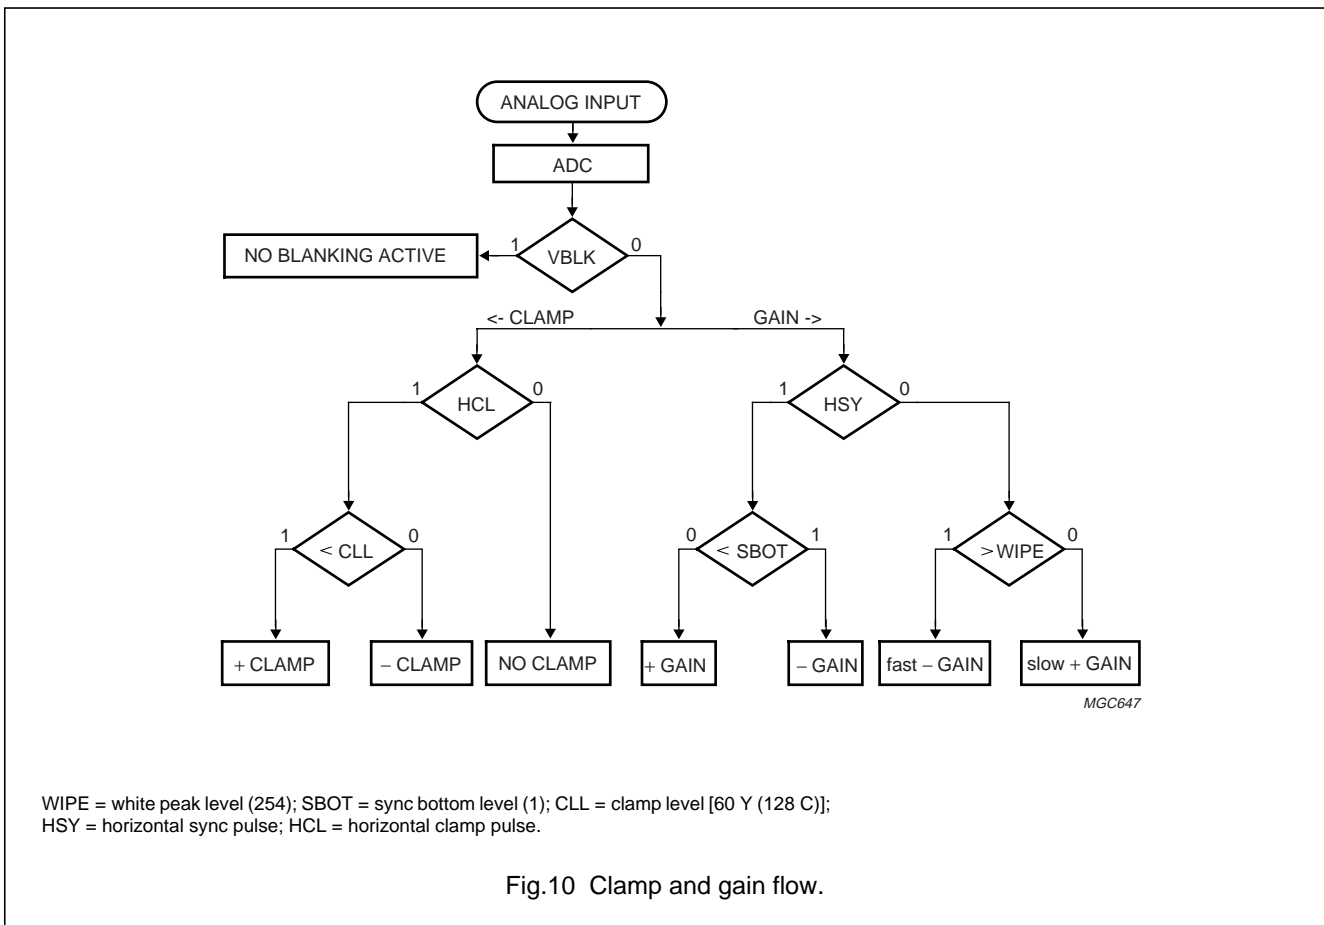 ANALOG INPUT
ADC
1 VBLK 0
NO BLANKING ACTIVE
<- CLAMP GAIN ->
1 HCL 0
1 HSY 0
1 < CLL 0
0 < SBOT 1
1 > WIPE 0
+ CLAMP
− CLAMP
NO CLAMP
+ GAIN
− GAIN
fast − GAIN
slow + GAIN
MGC647
WIPE = white peak level (254); SBOT = sync bottom level (1); CLL = clamp level [60 Y (128 C)];
HSY = horizontal sync pulse; HCL = horizontal clamp pulse.
Fig.10 Clamp and gain flow.